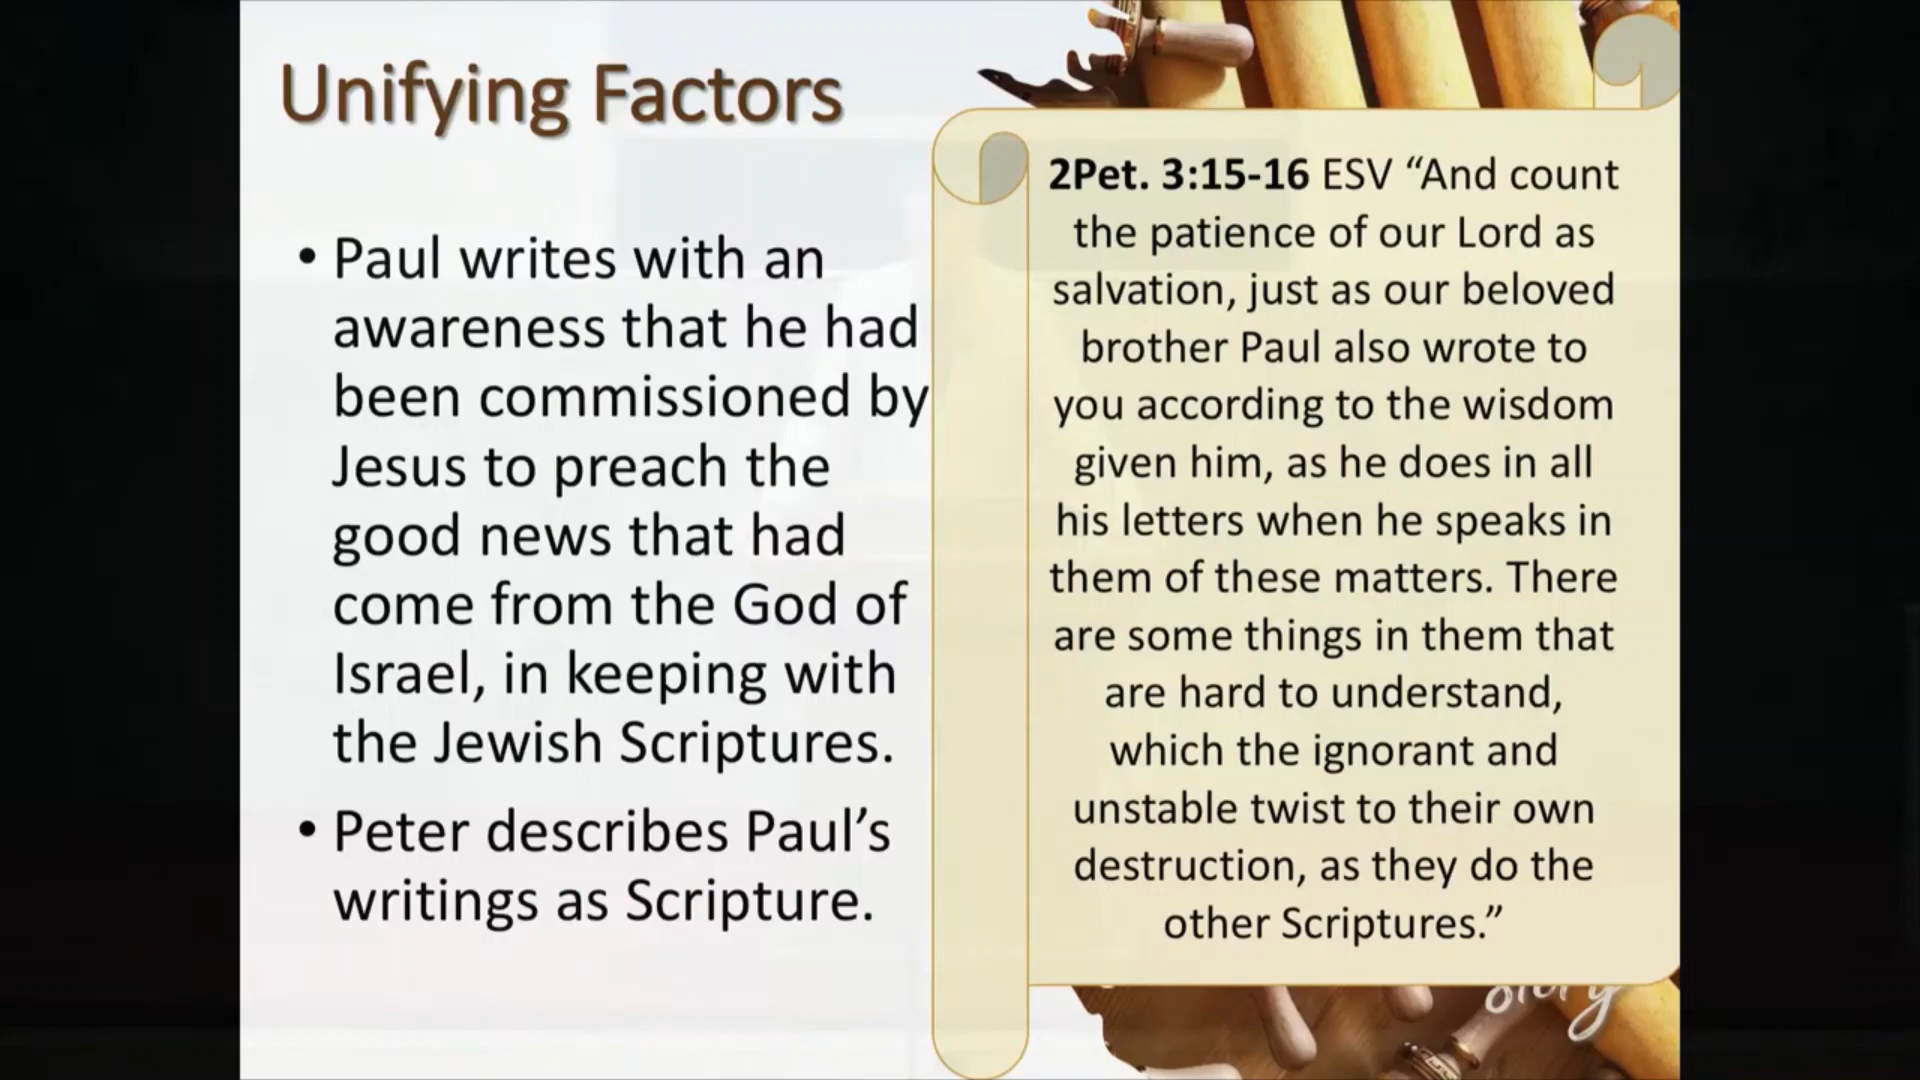 Unifying Factors
• Paul writes with an
awareness that he had
been commissioned by
Jesus to preach the
good news that had
come from the God of
Israel, in keeping with
the Jewish Scriptures.
• Peter describes Paul’s
writings as Scripture.
2Pet. 3:15-16 ESV “And count
the patience of our Lord as
salvation, just as our beloved
brother Paul also wrote to
you according to the wisdom
given him, as he does in all
his letters when he speaks in
them of these matters. There
are some things in them that
are hard to understand,
which the ignorant and
unstable twist to their own
destruction, as they do the
other Scriptures.”
story